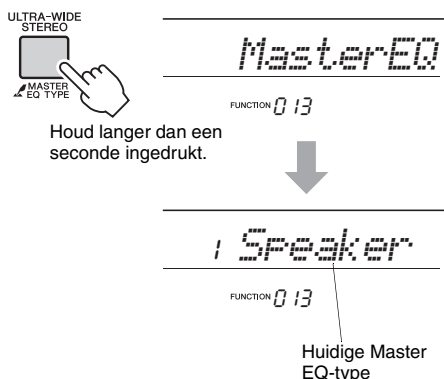 ULTRA-WIDE
STEREO
MASTER
EQ TYPE
Houd langer dan een
seconde ingedrukt.
MasterEQ
FUNCTION 013
1 Speaker
FUNCTION 013
Huidige Master
EQ-type